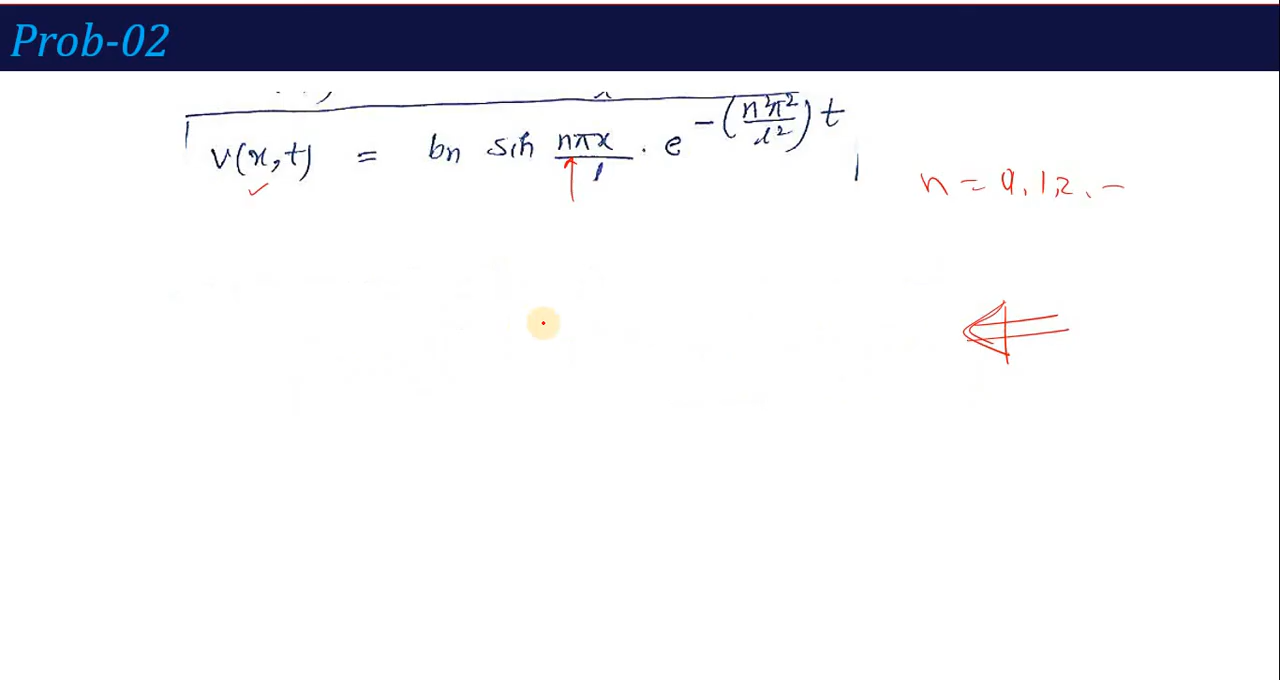 Prob-02
v(x,t) = bn sin nπx/l . e^-(n²π²/l²)t
n = 0,1,2,-